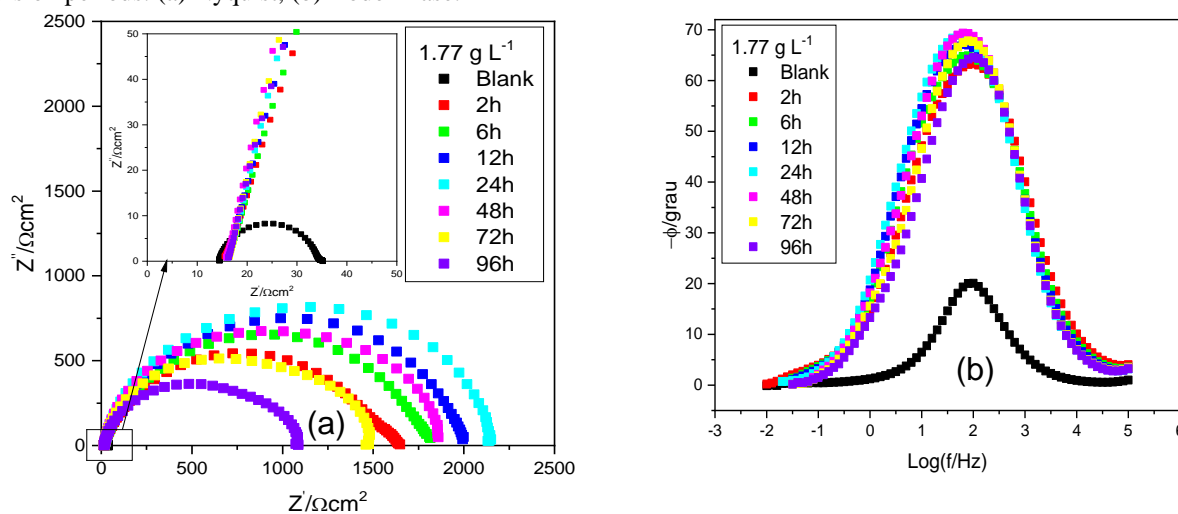 2500
2000
1500
1000
500
0
Z''/Ωcm²
0
500
1000
1500
2000
2500
Z'/Ωcm²
(a)
50
40
30
20
10
0
Z''/Ωcm²
0
10
20
30
40
50
Z'/Ωcm²
1.77 g L⁻¹
Blank
2h
6h
12h
24h
48h
72h
96h
70
60
50
40
30
20
10
0
−ϕ/grau
-3
-2
-1
0
1
2
3
4
5
6
Log(f/Hz)
(b)
1.77 g L⁻¹
Blank
2h
6h
12h
24h
48h
72h
96h